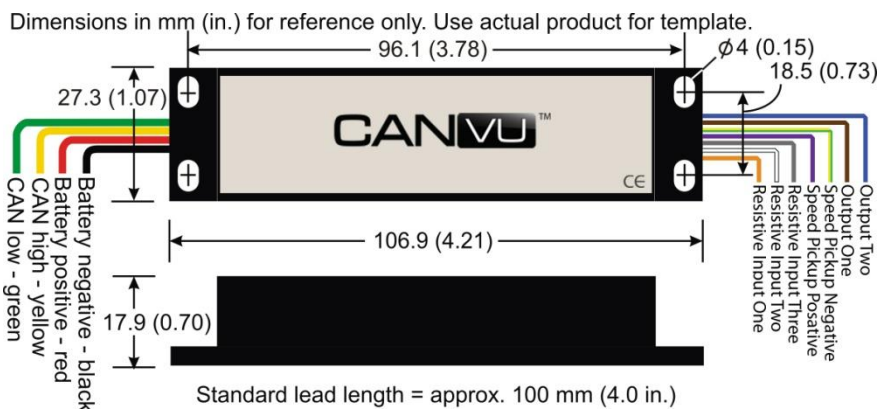 Dimensions in mm (in.) for reference only. Use actual product for template.
96.1 (3.78)
ϕ4 (0.15)
18.5 (0.73)
27.3 (1.07)
CANVU™
CE
CAN low - green
CAN high - yellow
Battery positive - red
Battery negative - black
Resistive Input One
Resistive Input Two
Resistive Input Three
Speed Pickup Posative
Speed Pickup Negative
Output One
Output Two
106.9 (4.21)
17.9 (0.70)
Standard lead length = approx. 100 mm (4.0 in.)